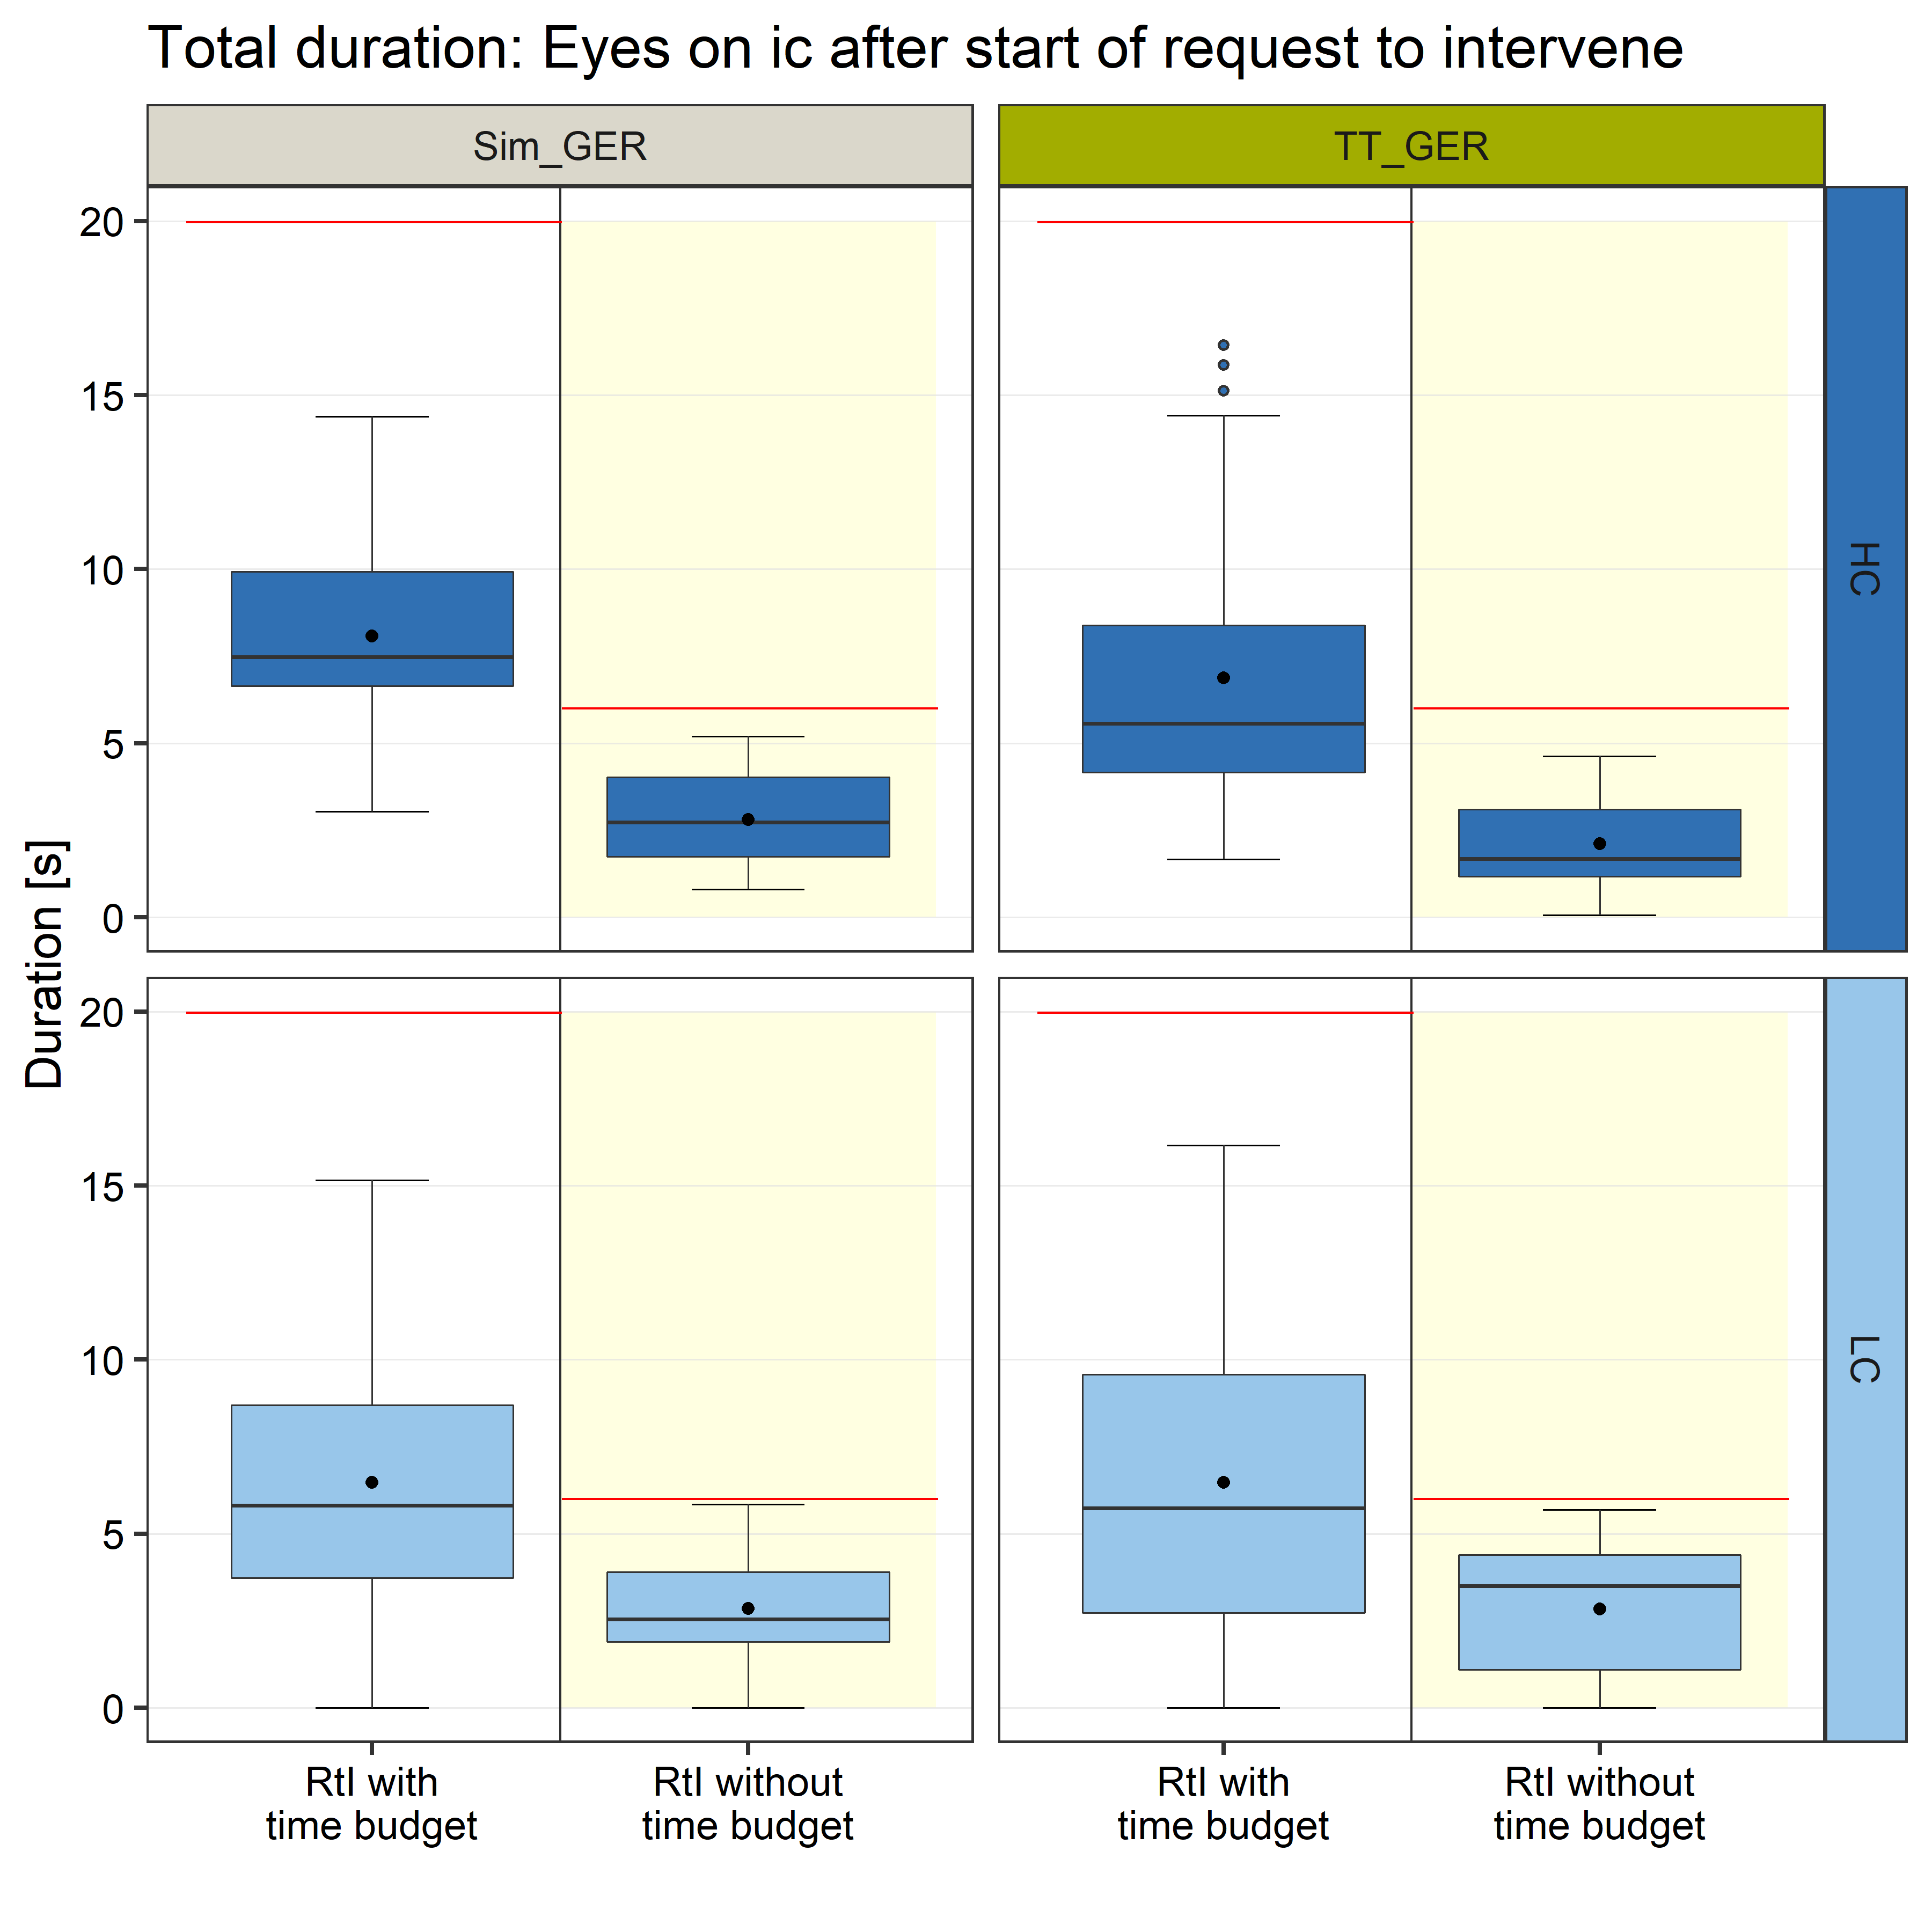 Total duration: Eyes on ic after start of request to intervene
Sim_GER
TT_GER
Duration [s]
20
15
10
5
0
HC
20
15
10
5
0
LC
RtI with
time budget
RtI without
time budget
RtI with
time budget
RtI without
time budget